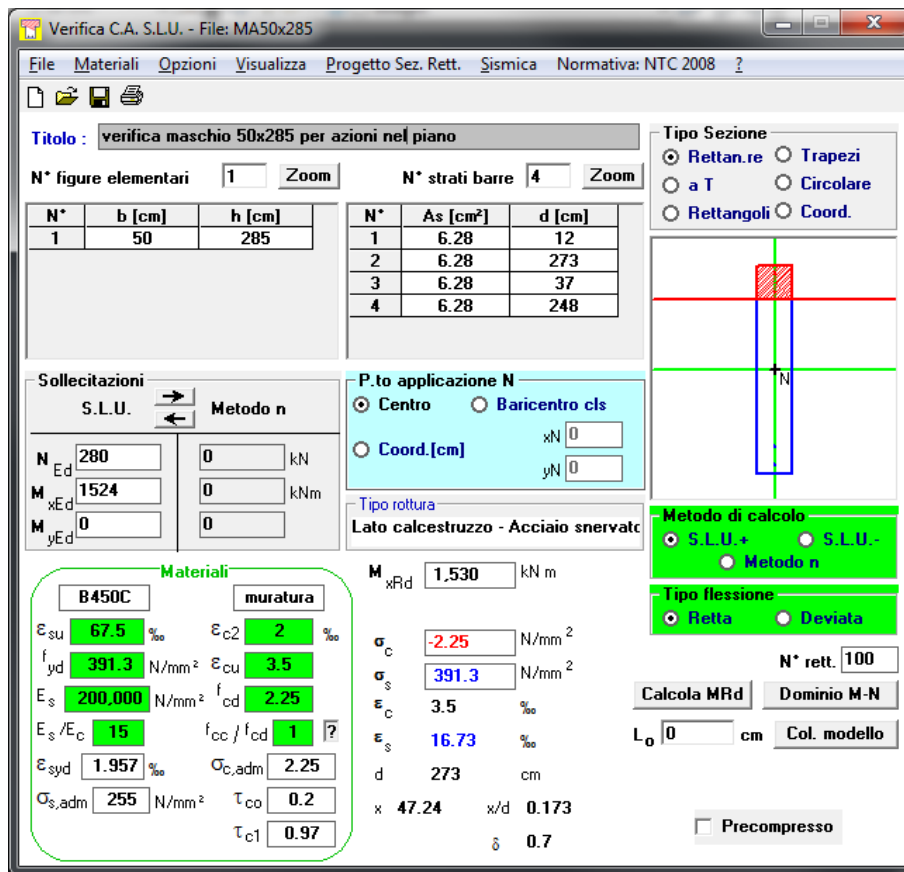 Verifica C.A. S.L.U. - File: MA50x285
File Materiali Opzioni Visualizza Progetto Sez. Rett. Sismica Normativa: NTC 2008 ?
Titolo : verifica maschio 50x285 per azioni nel piano
N° figure elementari 1 Zoom
N° strati barre 4 Zoom
N° b [cm] h [cm]
1 50 285
N° As [cm²] d [cm]
1 6.28 12
2 6.28 273
3 6.28 37
4 6.28 248
Tipo Sezione
Rettan.re Trapezi
a T Circolare
Rettangoli Coord.
N
Sollecitazioni
S.L.U. Metodo n
N Ed 280 0 kN
M xEd 1524 0 kNm
M yEd 0 0
P.to applicazione N
Centro Baricentro cls
Coord.[cm] xN 0
yN 0
Tipo rottura
Lato calcestruzzo - Acciaio snervato
Metodo di calcolo
S.L.U.+ S.L.U.-
Metodo n
Tipo flessione
Retta Deviata
Materiali
B450C muratura
εsu 67.5 ‰ εc2 2 ‰
fyd 391.3 N/mm² εcu 3.5
Es 200,000 N/mm² fcd 2.25
Es/Ec 15 fcc / fcd 1 ?
εsyd 1.957 ‰ σc,adm 2.25
σs,adm 255 N/mm² τco 0.2
τc1 0.97
M xRd 1,530 kN m
σc -2.25 N/mm²
σs 391.3 N/mm²
εc 3.5 ‰
εs 16.73 ‰
d 273 cm
x 47.24 x/d 0.173
δ 0.7
N° rett. 100
Calcola MRd Dominio M-N
Lo 0 cm Col. modello
Precompresso